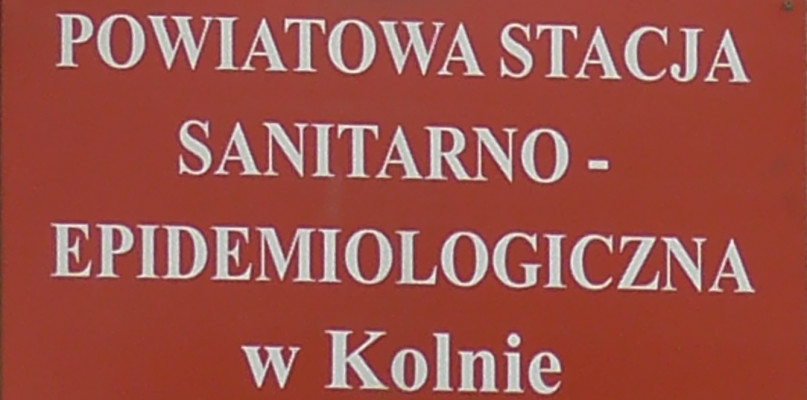 POWIATOWA STACJA
SANITARNO -
EPIDEMIOLOGICZNA
w Kolnie